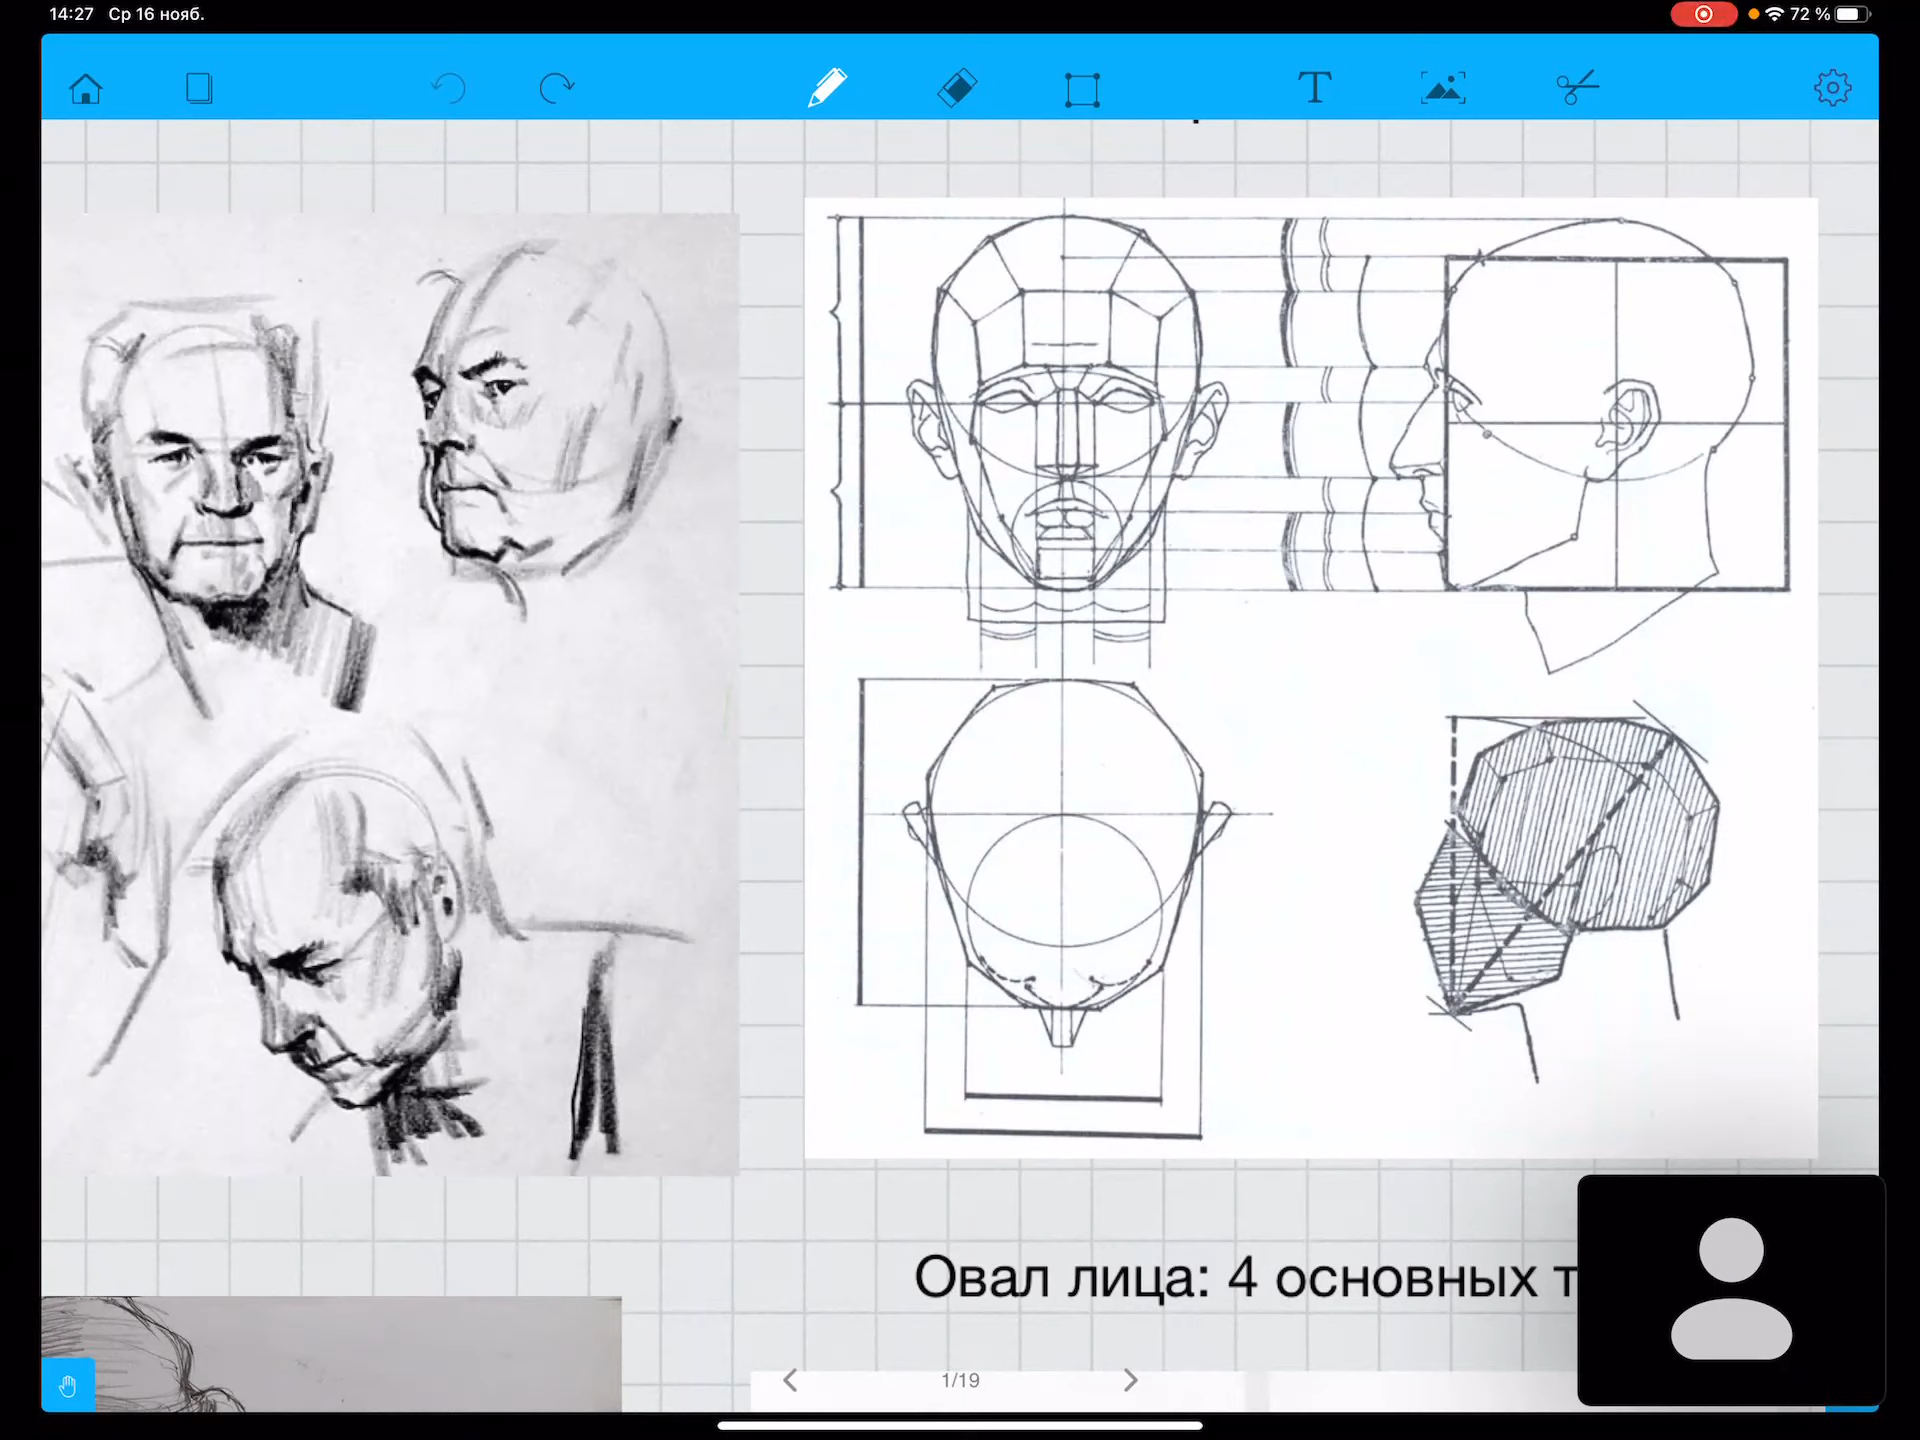 14:27 Ср 16 нояб.
72 %
T
Овал лица: 4 основных т
1/19